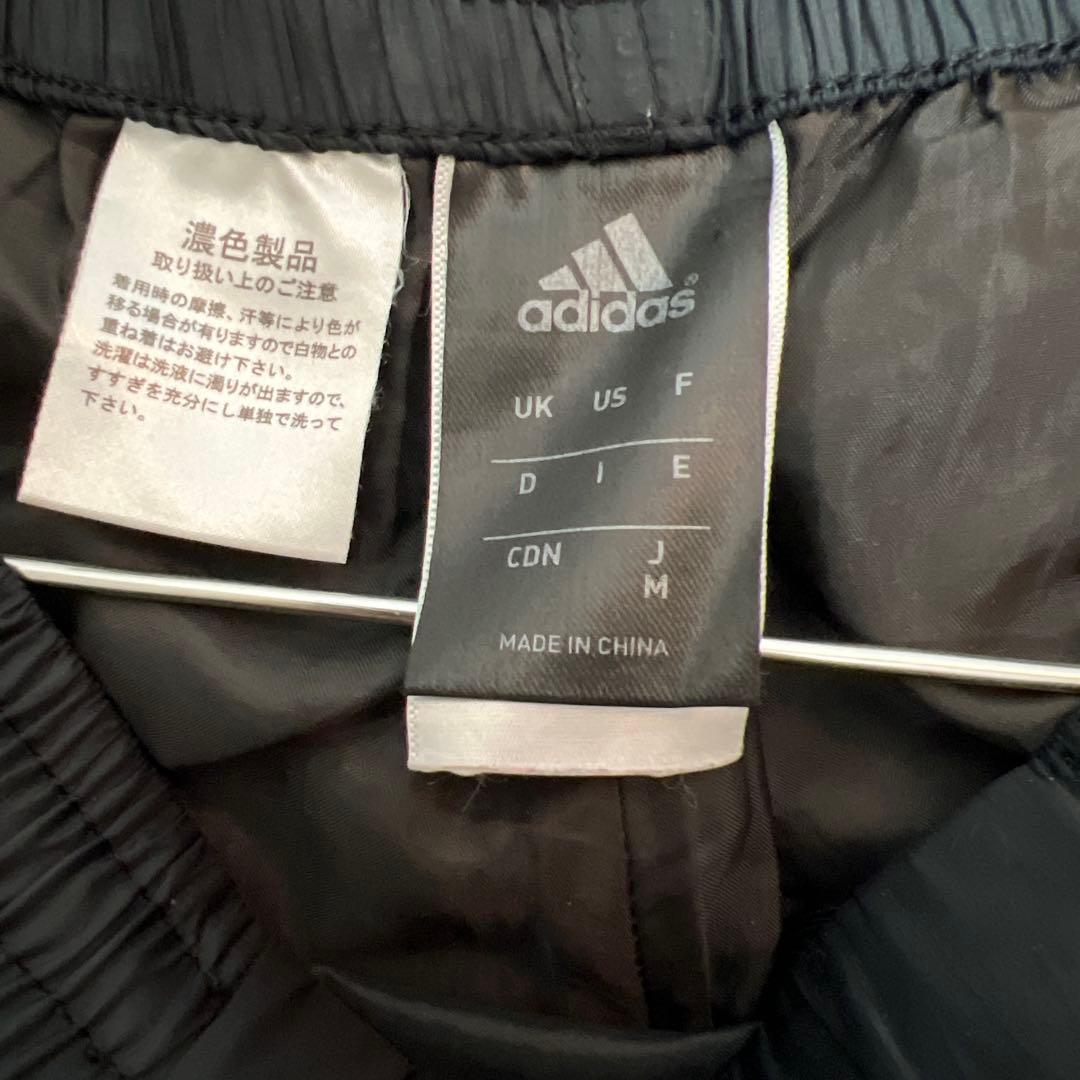 濃色製品
取り扱い上のご注意
着用時の摩擦、汗等により色が
移る場合が有りますので白物との
重ね着はお避け下さい。
洗濯は洗液に濁りが出ますので、
すすぎを充分にし単独で洗って
下さい。
adidas®
UK US F
D I E
CDN J
M
MADE IN CHINA